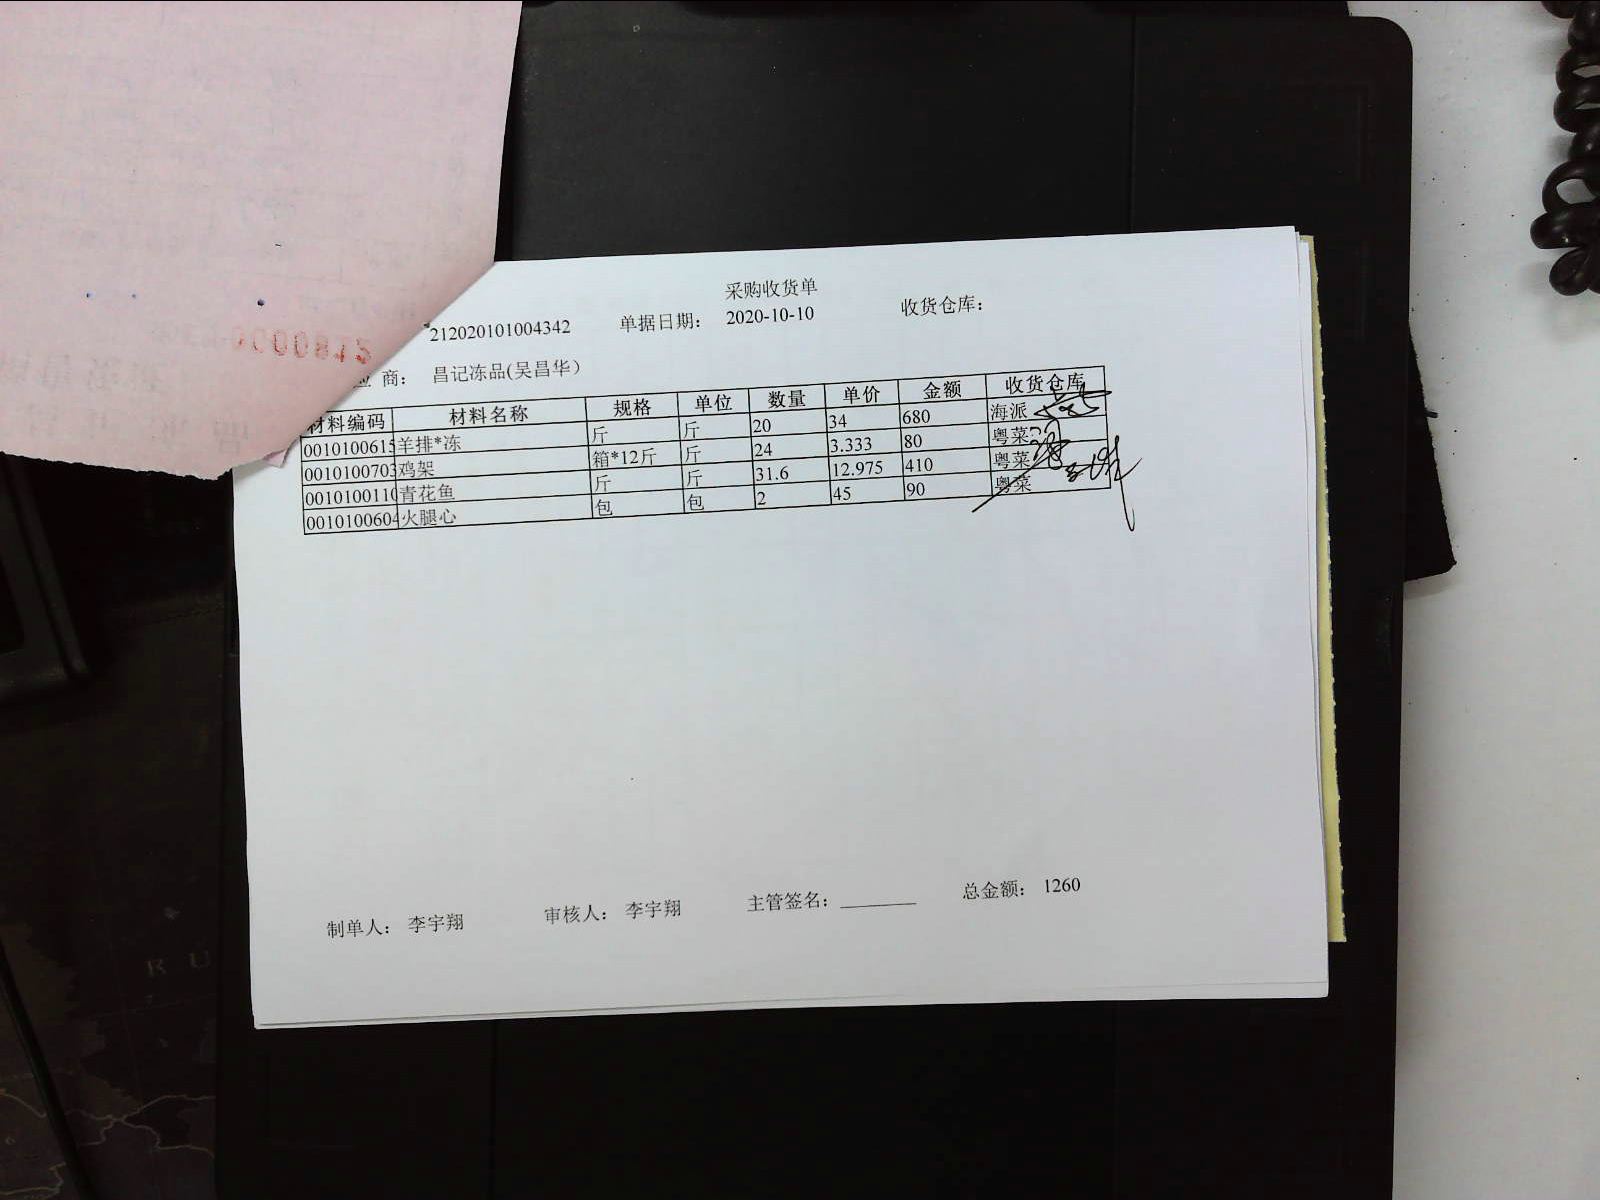 采购收货单
212020101004342 单据日期: 2020-10-10 收货仓库:
应 商: 昌记冻品(吴昌华)
材料编码 材料名称 规格 单位 数量 单价 金额 收货仓库
0010100615 羊排*冻 斤 斤 20 34 680 海派
0010100703 鸡架 箱*12斤 斤 24 3.333 80 粤菜
0010100110 青花鱼 斤 斤 31.6 12.975 410 粤菜
0010100604 火腿心 包 包 2 45 90 粤菜
制单人: 李宇翔 审核人: 李宇翔 主管签名: 总金额: 1260
0000812
R U